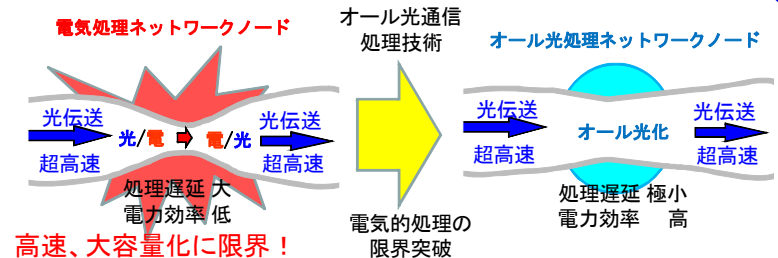 電気処理ネットワークノード
光伝送
超高速
光/電
電/光
光伝送
超高速
処理遅延 大
電力効率 低
高速、大容量化に限界！
オール光通信
処理技術
電気的処理の
限界突破
オール光処理ネットワークノード
光伝送
超高速
オール光化
光伝送
超高速
処理遅延 極小
電力効率　高